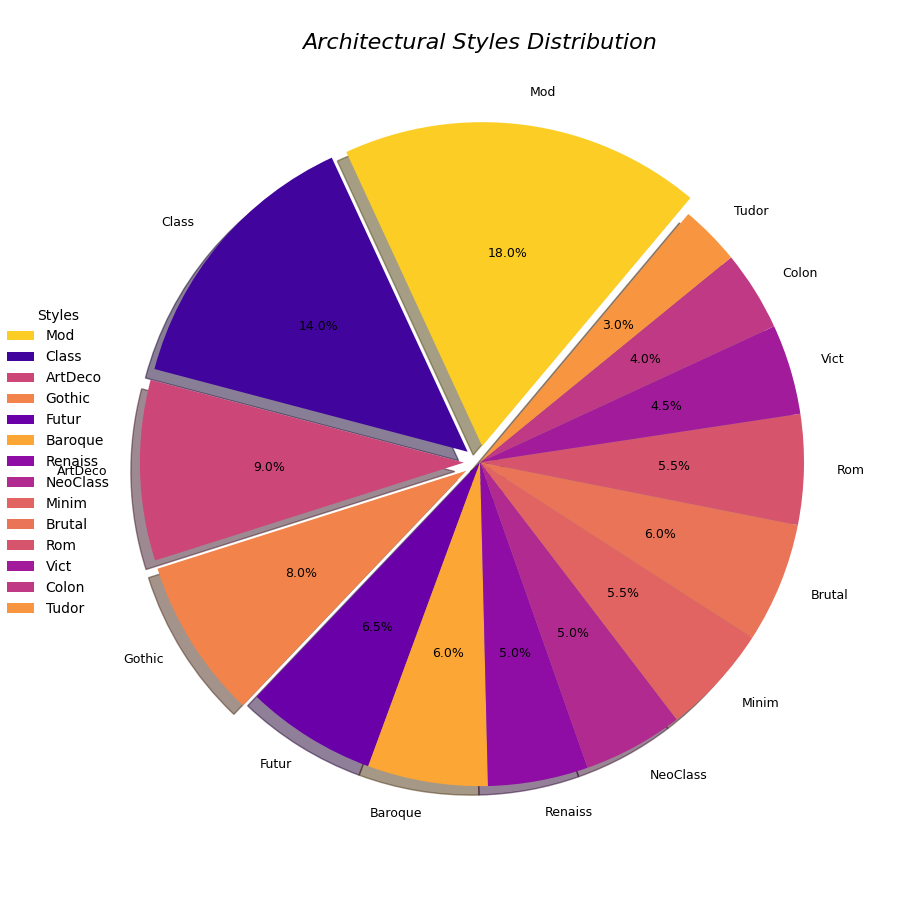 Architectural Styles Distribution
Mod
18.0%
Class
14.0%
ArtDeco
9.0%
Gothic
8.0%
Futur
6.5%
Baroque
6.0%
Renaiss
5.0%
NeoClass
5.0%
Minim
5.5%
Brutal
6.0%
Rom
5.5%
Vict
4.5%
Colon
4.0%
Tudor
3.0%
Styles
Mod
Class
ArtDeco
Gothic
Futur
Baroque
Renaiss
NeoClass
Minim
Brutal
Rom
Vict
Colon
Tudor